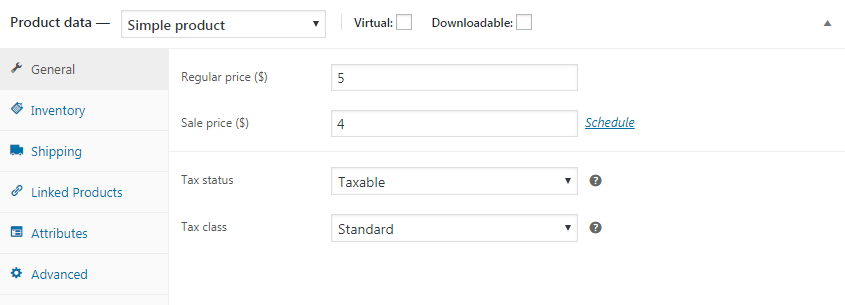 Product data — Simple product Virtual: Downloadable:
General
Regular price ($) 5
Inventory
Sale price ($) 4 Schedule
Shipping
Tax status Taxable ?
Linked Products
Tax class Standard ?
Attributes
Advanced